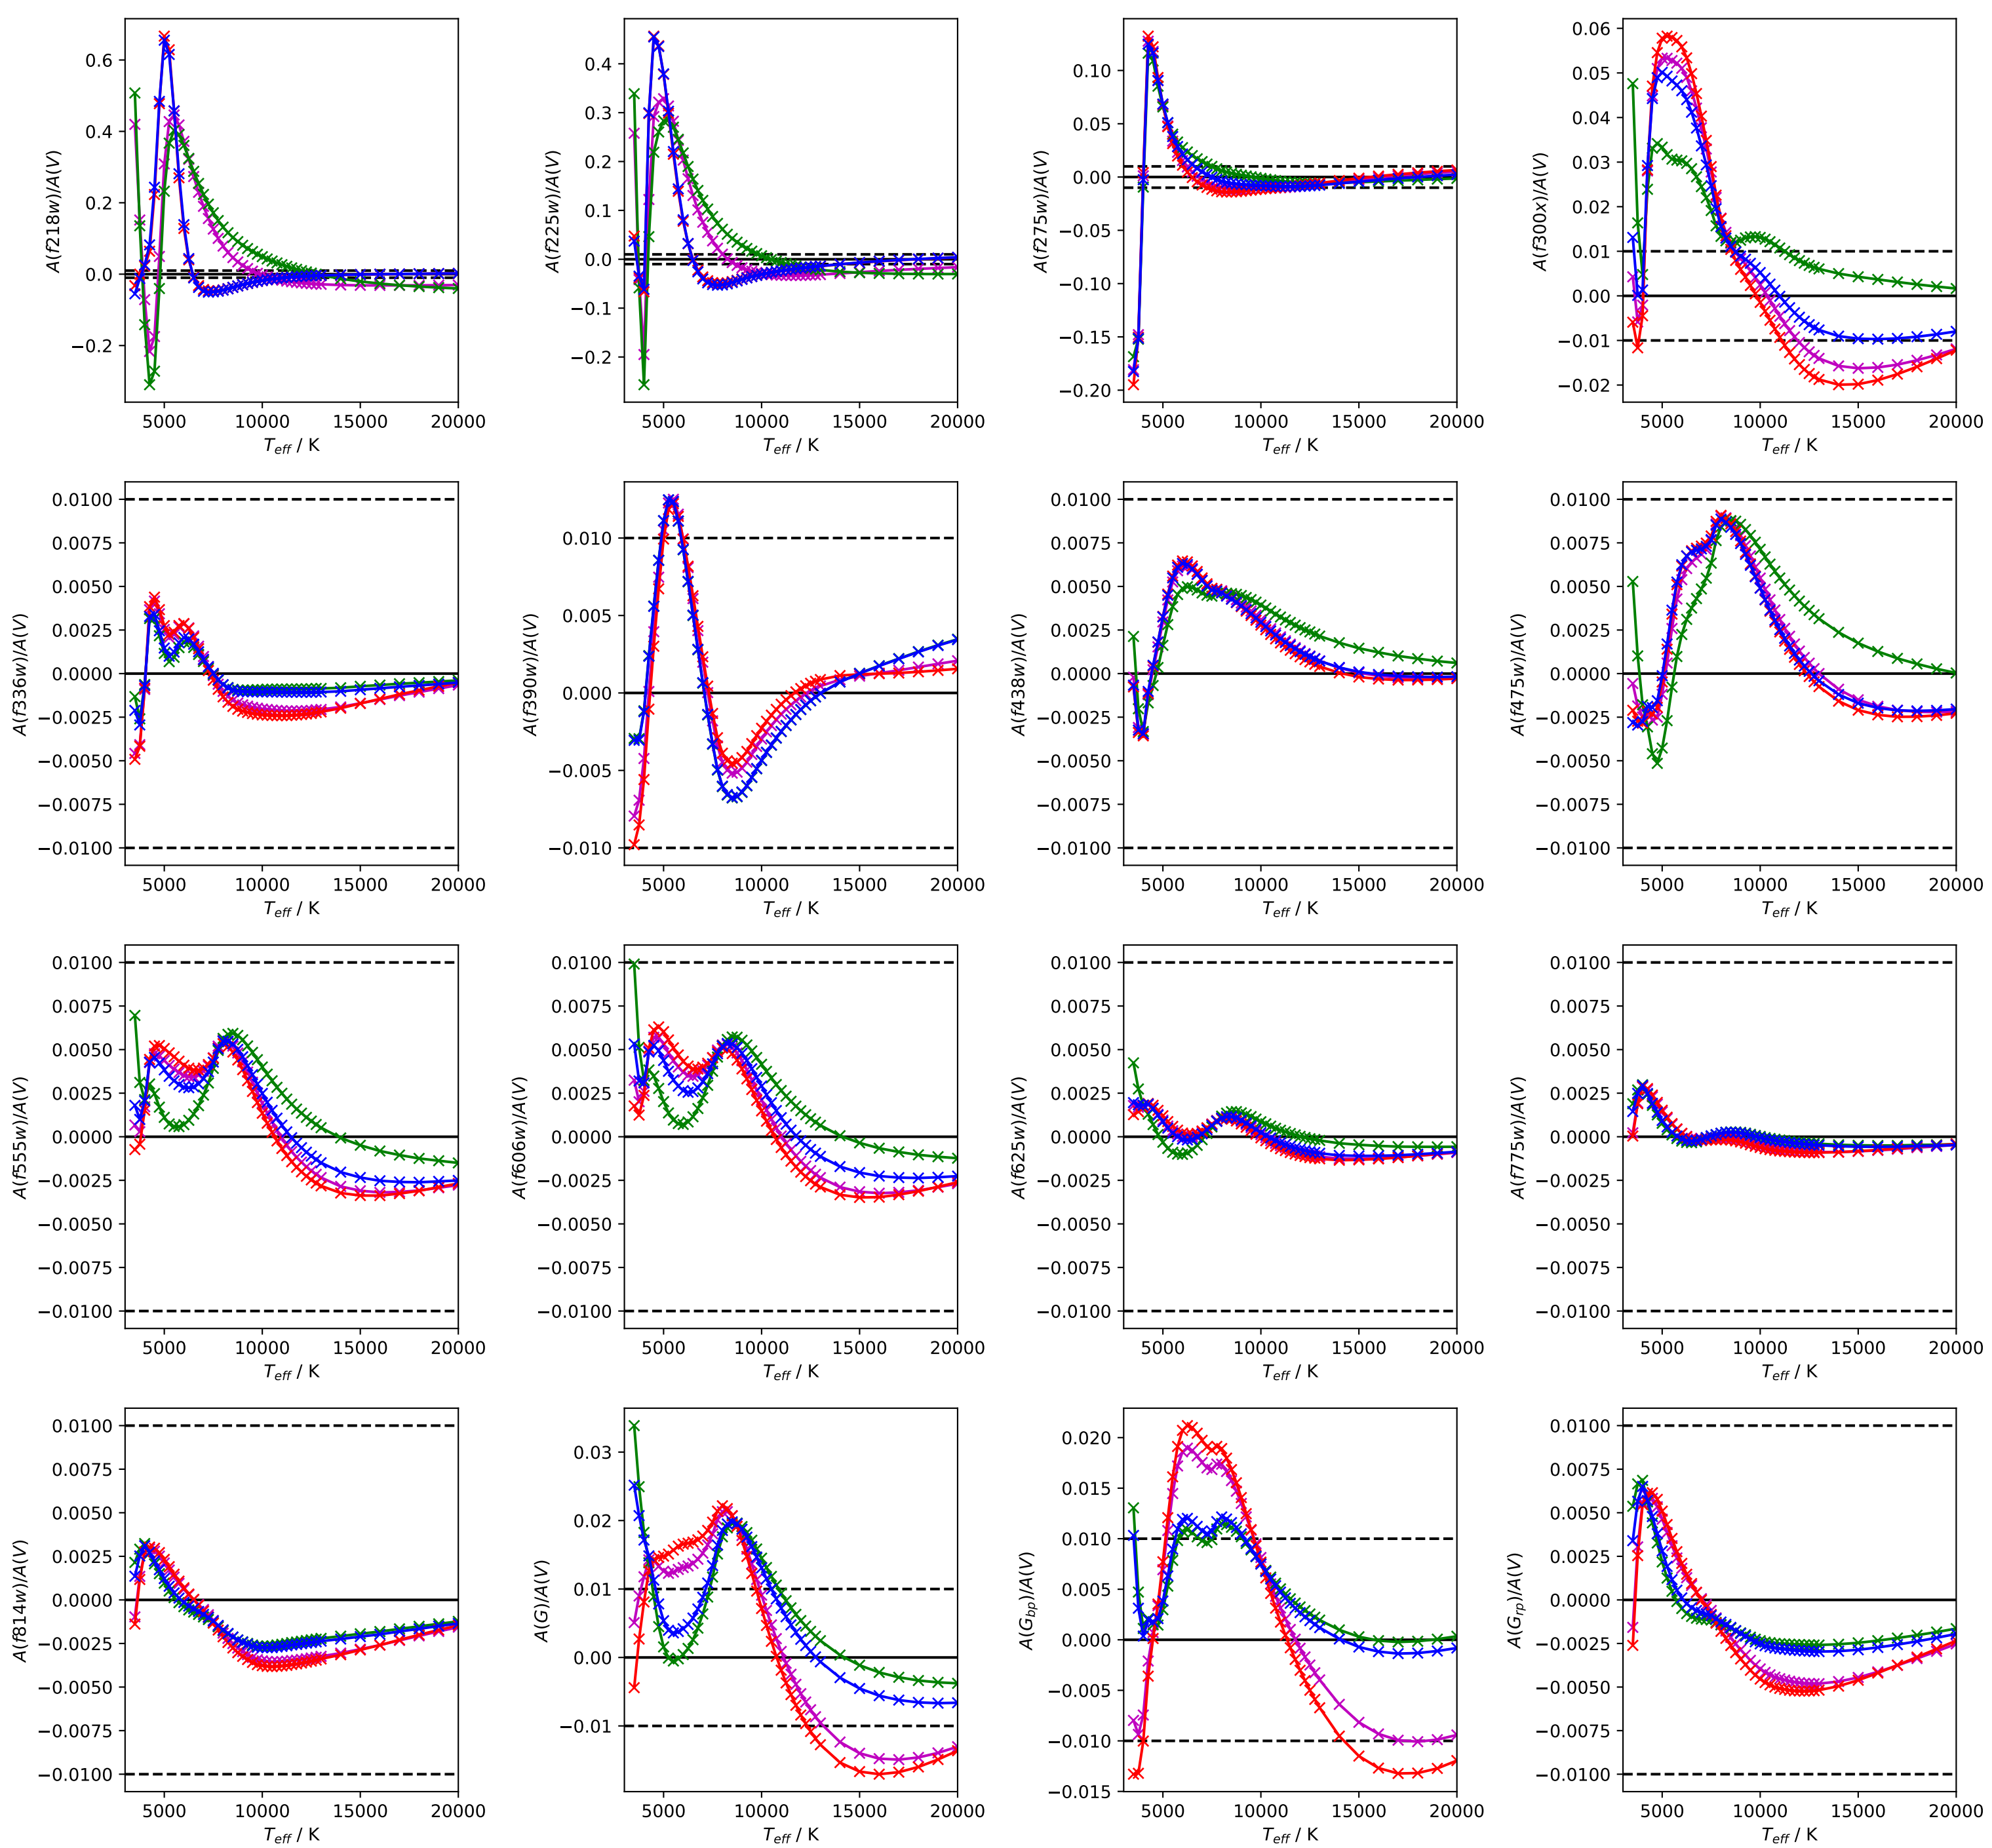 0.6
0.4
0.2
0.0
−0.2
A(f218w)/A(V)
5000 10000 15000 20000
T_eff / K
0.4
0.3
0.2
0.1
0.0
−0.1
−0.2
A(f225w)/A(V)
5000 10000 15000 20000
T_eff / K
0.10
0.05
0.00
−0.05
−0.10
−0.15
−0.20
A(f275w)/A(V)
5000 10000 15000 20000
T_eff / K
0.06
0.05
0.04
0.03
0.02
0.01
0.00
−0.01
−0.02
A(f300x)/A(V)
5000 10000 15000 20000
T_eff / K
0.0100
0.0075
0.0050
0.0025
0.0000
−0.0025
−0.0050
−0.0075
−0.0100
A(f336w)/A(V)
5000 10000 15000 20000
T_eff / K
0.010
0.005
0.000
−0.005
−0.010
A(f390w)/A(V)
5000 10000 15000 20000
T_eff / K
0.0100
0.0075
0.0050
0.0025
0.0000
−0.0025
−0.0050
−0.0075
−0.0100
A(f438w)/A(V)
5000 10000 15000 20000
T_eff / K
0.0100
0.0075
0.0050
0.0025
0.0000
−0.0025
−0.0050
−0.0075
−0.0100
A(f475w)/A(V)
5000 10000 15000 20000
T_eff / K
0.0100
0.0075
0.0050
0.0025
0.0000
−0.0025
−0.0050
−0.0075
−0.0100
A(f555w)/A(V)
5000 10000 15000 20000
T_eff / K
0.0100
0.0075
0.0050
0.0025
0.0000
−0.0025
−0.0050
−0.0075
−0.0100
A(f606w)/A(V)
5000 10000 15000 20000
T_eff / K
0.0100
0.0075
0.0050
0.0025
0.0000
−0.0025
−0.0050
−0.0075
−0.0100
A(f625w)/A(V)
5000 10000 15000 20000
T_eff / K
0.0100
0.0075
0.0050
0.0025
0.0000
−0.0025
−0.0050
−0.0075
−0.0100
A(f775w)/A(V)
5000 10000 15000 20000
T_eff / K
0.0100
0.0075
0.0050
0.0025
0.0000
−0.0025
−0.0050
−0.0075
−0.0100
A(f814w)/A(V)
5000 10000 15000 20000
T_eff / K
0.03
0.02
0.01
0.00
−0.01
A(G)/A(V)
5000 10000 15000 20000
T_eff / K
0.020
0.015
0.010
0.005
0.000
−0.005
−0.010
−0.015
A(G_bp)/A(V)
5000 10000 15000 20000
T_eff / K
0.0100
0.0075
0.0050
0.0025
0.0000
−0.0025
−0.0050
−0.0075
−0.0100
A(G_rp)/A(V)
5000 10000 15000 20000
T_eff / K